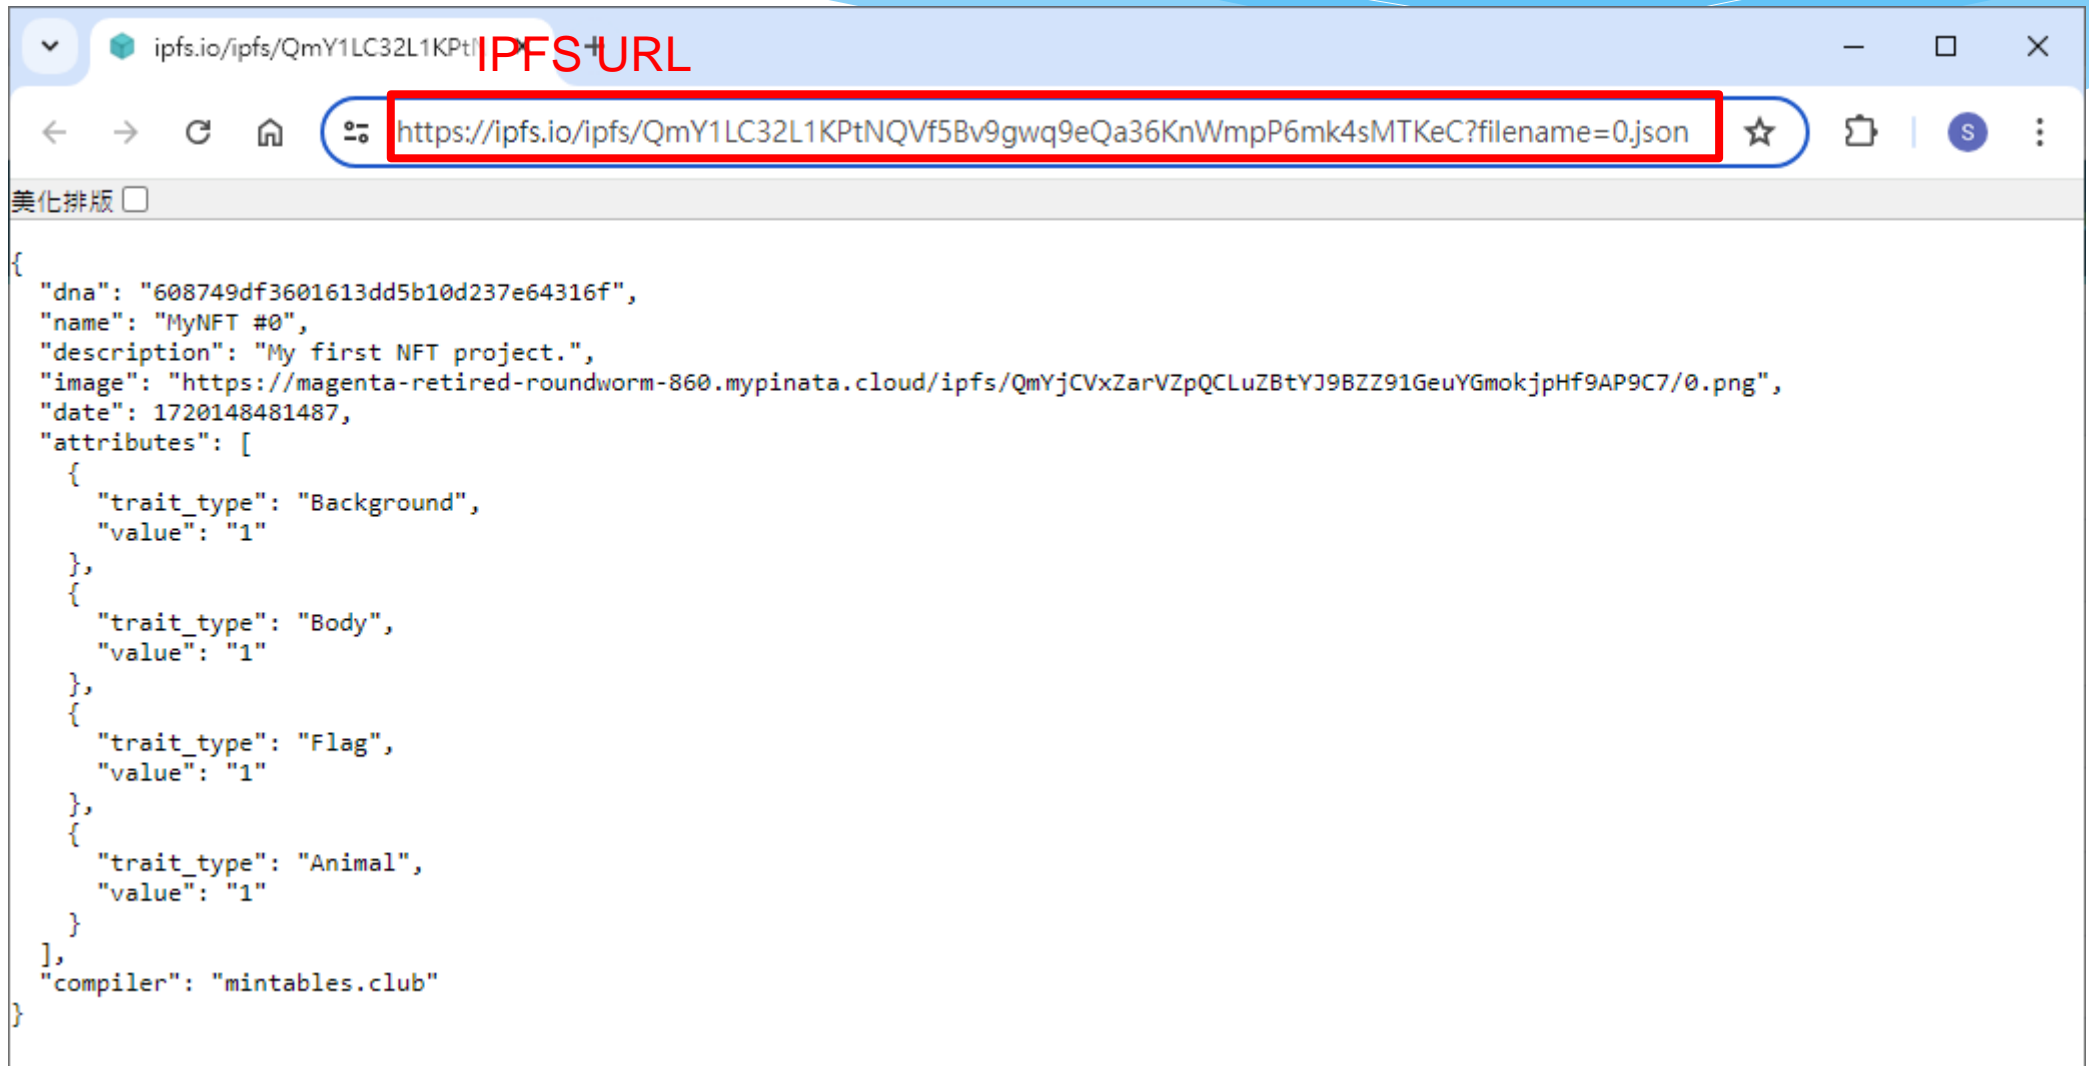 ipfs.io/ipfs/QmY1LC32L1KPt
IPFS URL
https://ipfs.io/ipfs/QmY1LC32L1KPtNQVf5Bv9gwq9eQa36KnWmpP6mk4sMTKeC?filename=0.json
S
美化排版
{
"dna": "608749df3601613dd5b10d237e64316f",
"name": "MyNFT #0",
"description": "My first NFT project.",
"image": "https://magenta-retired-roundworm-860.mypinata.cloud/ipfs/QmYjCVxZarVZpQCLuZBtYJ9BZZ91GeuYGmokjpHf9AP9C7/0.png",
"date": 1720148481487,
"attributes": [
{
"trait_type": "Background",
"value": "1"
},
{
"trait_type": "Body",
"value": "1"
},
{
"trait_type": "Flag",
"value": "1"
},
{
"trait_type": "Animal",
"value": "1"
}
],
"compiler": "mintables.club"
}